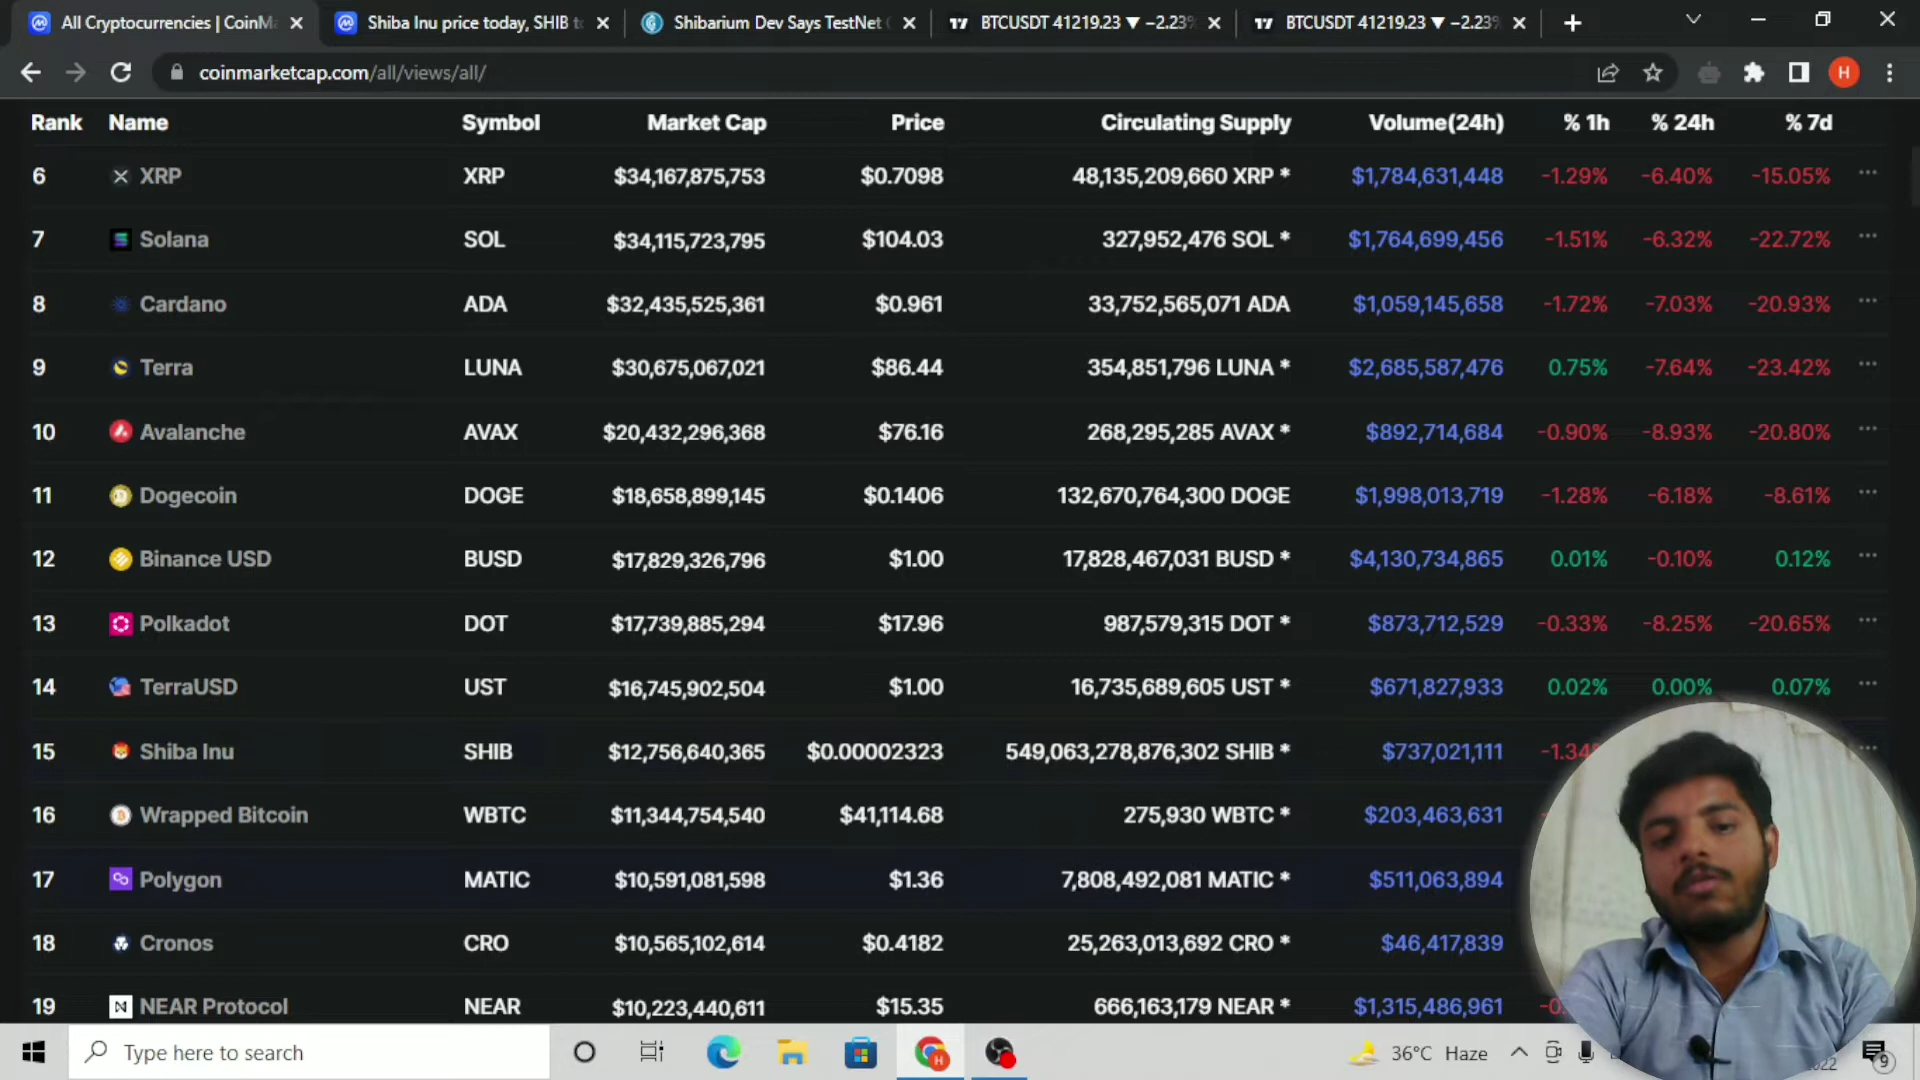 All Cryptocurrencies | CoinMa
Shiba Inu price today, SHIB to
Shibarium Dev Says TestNet
BTCUSDT 41219.23 ▼ −2.23%
BTCUSDT 41219.23 ▼ −2.23%
coinmarketcap.com/all/views/all/
H
Rank Name Symbol Market Cap Price Circulating Supply Volume(24h) % 1h % 24h % 7d
6 XRP XRP $34,167,875,753 $0.7098 48,135,209,660 XRP * $1,784,631,448 -1.29% -6.40% -15.05%
7 Solana SOL $34,115,723,795 $104.03 327,952,476 SOL * $1,764,699,456 -1.51% -6.32% -22.72%
8 Cardano ADA $32,435,525,361 $0.961 33,752,565,071 ADA $1,059,145,658 -1.72% -7.03% -20.93%
9 Terra LUNA $30,675,067,021 $86.44 354,851,796 LUNA * $2,685,587,476 0.75% -7.64% -23.42%
10 Avalanche AVAX $20,432,296,368 $76.16 268,295,285 AVAX * $892,714,684 -0.90% -8.93% -20.80%
11 Dogecoin DOGE $18,658,899,145 $0.1406 132,670,764,300 DOGE $1,998,013,719 -1.28% -6.18% -8.61%
12 Binance USD BUSD $17,829,326,796 $1.00 17,828,467,031 BUSD * $4,130,734,865 0.01% -0.10% 0.12%
13 Polkadot DOT $17,739,885,294 $17.96 987,579,315 DOT * $873,712,529 -0.33% -8.25% -20.65%
14 TerraUSD UST $16,745,902,504 $1.00 16,735,689,605 UST * $671,827,933 0.02% 0.00% 0.07%
15 Shiba Inu SHIB $12,756,640,365 $0.00002323 549,063,278,876,302 SHIB * $737,021,111 -1.34
16 Wrapped Bitcoin WBTC $11,344,754,540 $41,114.68 275,930 WBTC * $203,463,631
17 Polygon MATIC $10,591,081,598 $1.36 7,808,492,081 MATIC * $511,063,894
18 Cronos CRO $10,565,102,614 $0.4182 25,263,013,692 CRO * $46,417,839
19 NEAR Protocol NEAR $10,223,440,611 $15.35 666,163,179 NEAR * $1,315,486,961 -0.
Type here to search
36°C Haze
2022
9